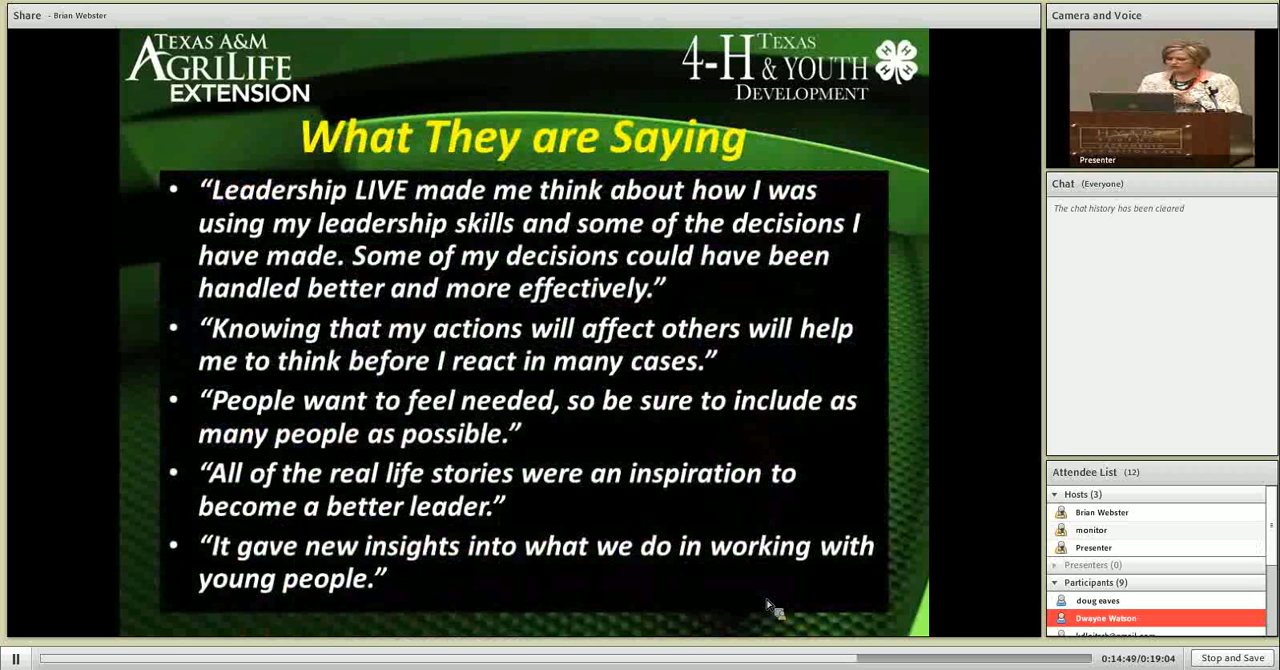 Share - Brian Webster
TEXAS A&M
AGRILIFE
EXTENSION
4-H TEXAS
& YOUTH
DEVELOPMENT
H H
H H
What They are Saying
• “Leadership LIVE made me think about how I was
using my leadership skills and some of the decisions I
have made. Some of my decisions could have been
handled better and more effectively.”
• “Knowing that my actions will affect others will help
me to think before I react in many cases.”
• “People want to feel needed, so be sure to include as
many people as possible.”
• “All of the real life stories were an inspiration to
become a better leader.”
• “It gave new insights into what we do in working with
young people.”
Camera and Voice
HYATT
SACRAMENTO
Presenter
Chat (Everyone)
The chat history has been cleared
Attendee List (12)
Hosts (3)
Brian Webster
monitor
Presenter
Presenters (0)
Participants (9)
doug eaves
Dwayne Watson
0:14:49/0:19:04
Stop and Save